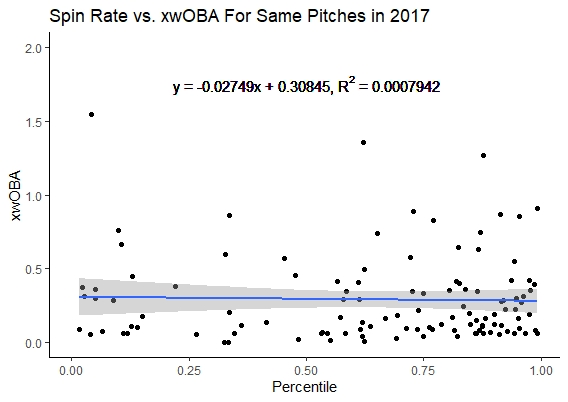 Spin Rate vs. xwOBA For Same Pitches in 2017
2.0
y = -0.02749x + 0.30845, R² = 0.0007942
1.5
xwOBA
1.0
0.5
0.0
0.00 0.25 0.50 0.75 1.00
Percentile